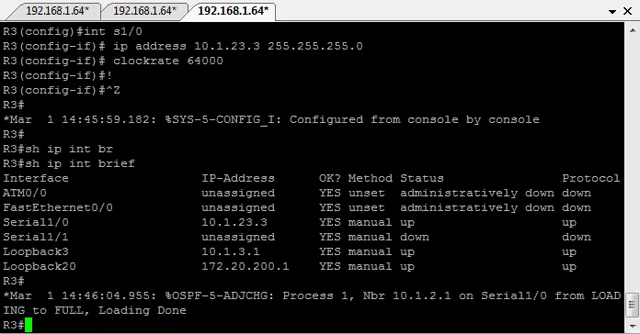 192.168.1.64* 192.168.1.64* 192.168.1.64*
R3(config)#int s1/0
R3(config-if)# ip address 10.1.23.3 255.255.255.0
R3(config-if)# clockrate 64000
R3(config-if)#!
R3(config-if)#^Z
R3#
*Mar  1 14:45:59.182: %SYS-5-CONFIG_I: Configured from console by console
R3#
R3#sh ip int br
R3#sh ip int brief
Interface                  IP-Address      OK? Method Status                Protocol
ATM0/0                     unassigned      YES unset  administratively down down
FastEthernet0/0            unassigned      YES unset  administratively down down
Serial1/0                  10.1.23.3       YES manual up                    up
Serial1/1                  unassigned      YES manual down                  down
Loopback3                  10.1.3.1        YES manual up                    up
Loopback20                 172.20.200.1    YES manual up                    up
R3#
*Mar  1 14:46:04.955: %OSPF-5-ADJCHG: Process 1, Nbr 10.1.2.1 on Serial1/0 from LOAD
ING to FULL, Loading Done
R3#